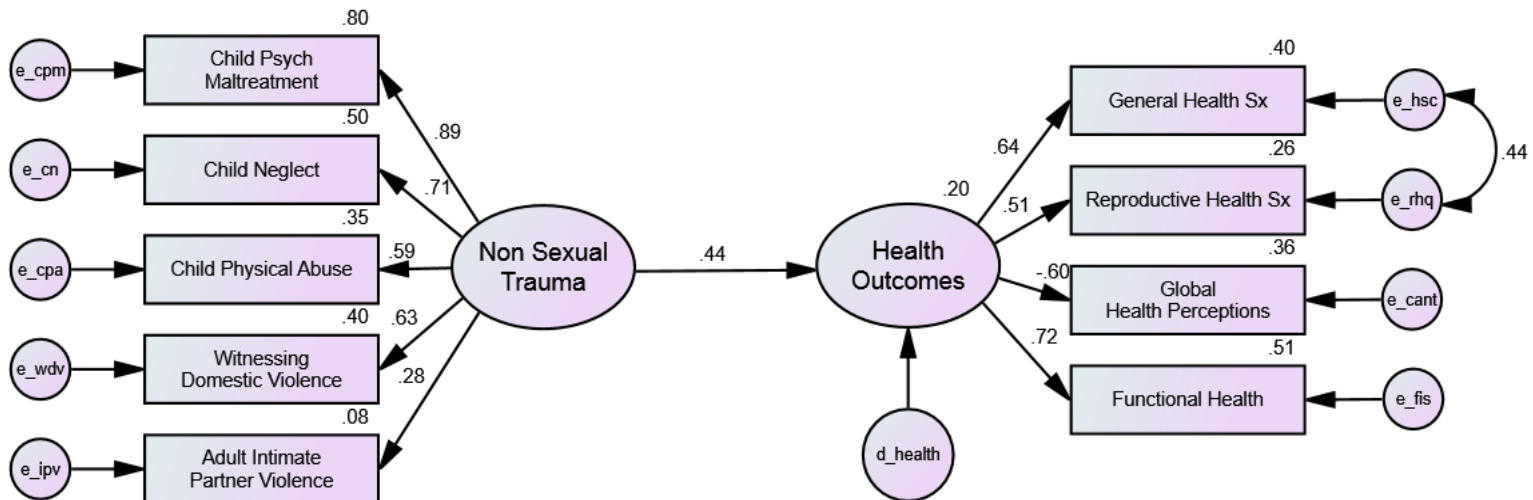 .80
e_cpm
Child Psych
Maltreatment
.50
e_cn
Child Neglect
.35
e_cpa
Child Physical Abuse
.40
e_wdv
Witnessing
Domestic Violence
.08
e_ipv
Adult Intimate
Partner Violence
.89
.71
.59
.63
.28
Non Sexual
Trauma
.44
.20
Health
Outcomes
d_health
.64
.51
-.60
.72
.40
General Health Sx
e_hsc
.26
Reproductive Health Sx
e_rhq
.44
.36
Global
Health Perceptions
e_cant
.51
Functional Health
e_fis